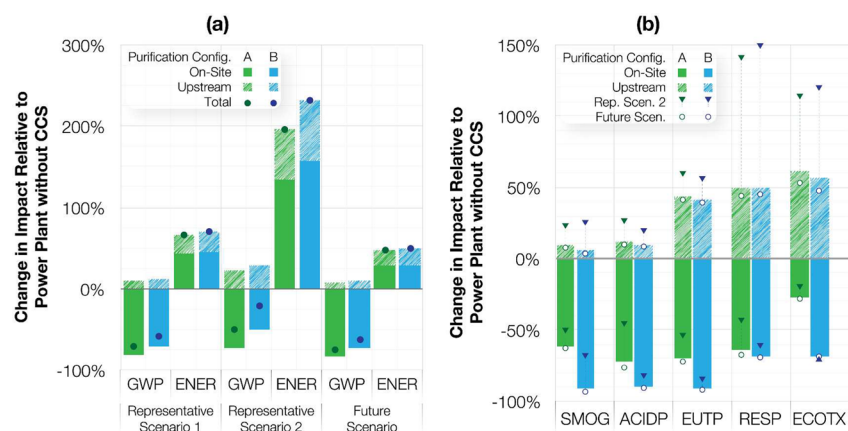 (a)
Change in Impact Relative to
Power Plant without CCS
300%
200%
100%
0%
-100%
Purification Config. A B
On-Site
Upstream
Total
GWP ENER GWP ENER GWP ENER
Representative Representative Future
Scenario 1 Scenario 2 Scenario
(b)
Change in Impact Relative to
Power Plant without CCS
150%
100%
50%
0%
-50%
-100%
Purification Config. A B
On-Site
Upstream
Rep. Scen. 2
Future Scen.
SMOG ACIDP EUTP RESP ECOTX